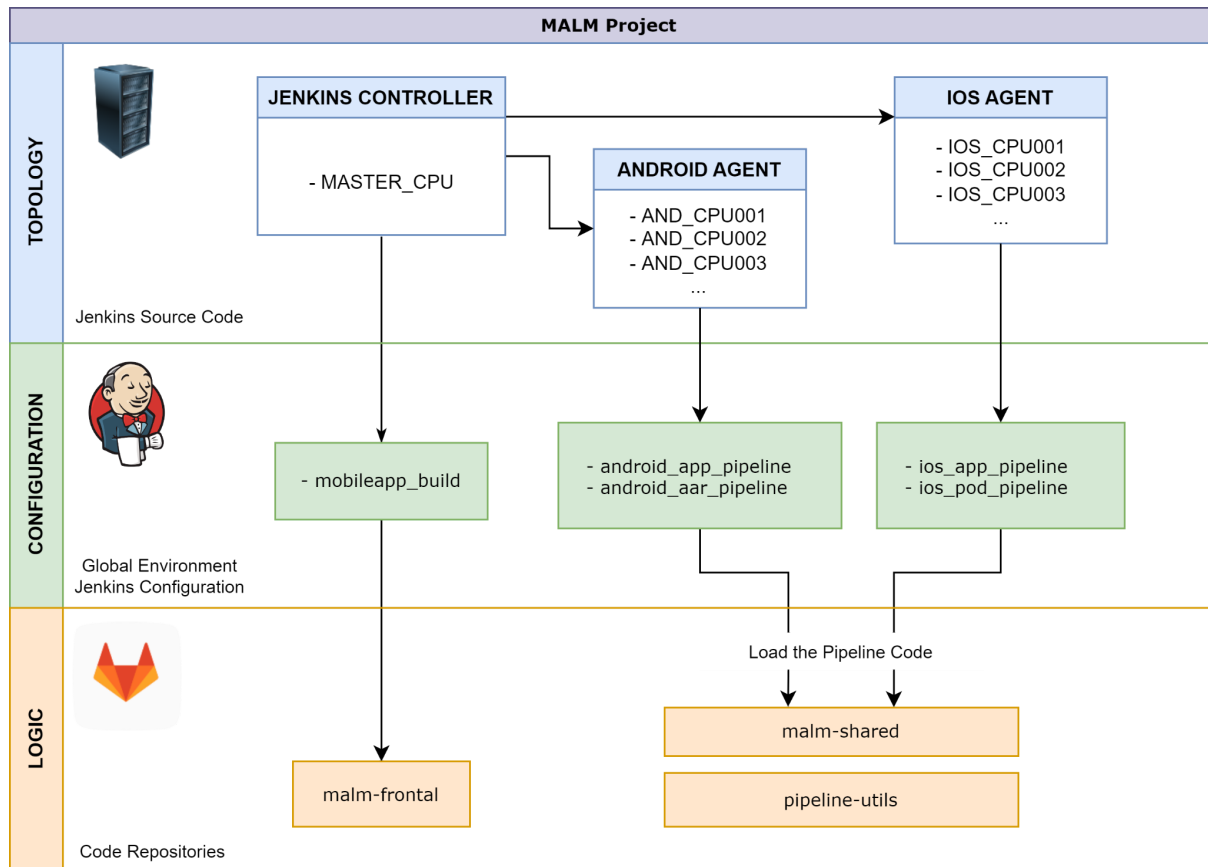 MALM Project
TOPOLOGY
JENKINS CONTROLLER
- MASTER_CPU
ANDROID AGENT
- AND_CPU001
- AND_CPU002
- AND_CPU003
...
IOS AGENT
- IOS_CPU001
- IOS_CPU002
- IOS_CPU003
...
Jenkins Source Code
CONFIGURATION
- mobileapp_build
- android_app_pipeline
- android_aar_pipeline
- ios_app_pipeline
- ios_pod_pipeline
Global Environment
Jenkins Configuration
LOGIC
Load the Pipeline Code
malm-shared
malm-frontal
pipeline-utils
Code Repositories